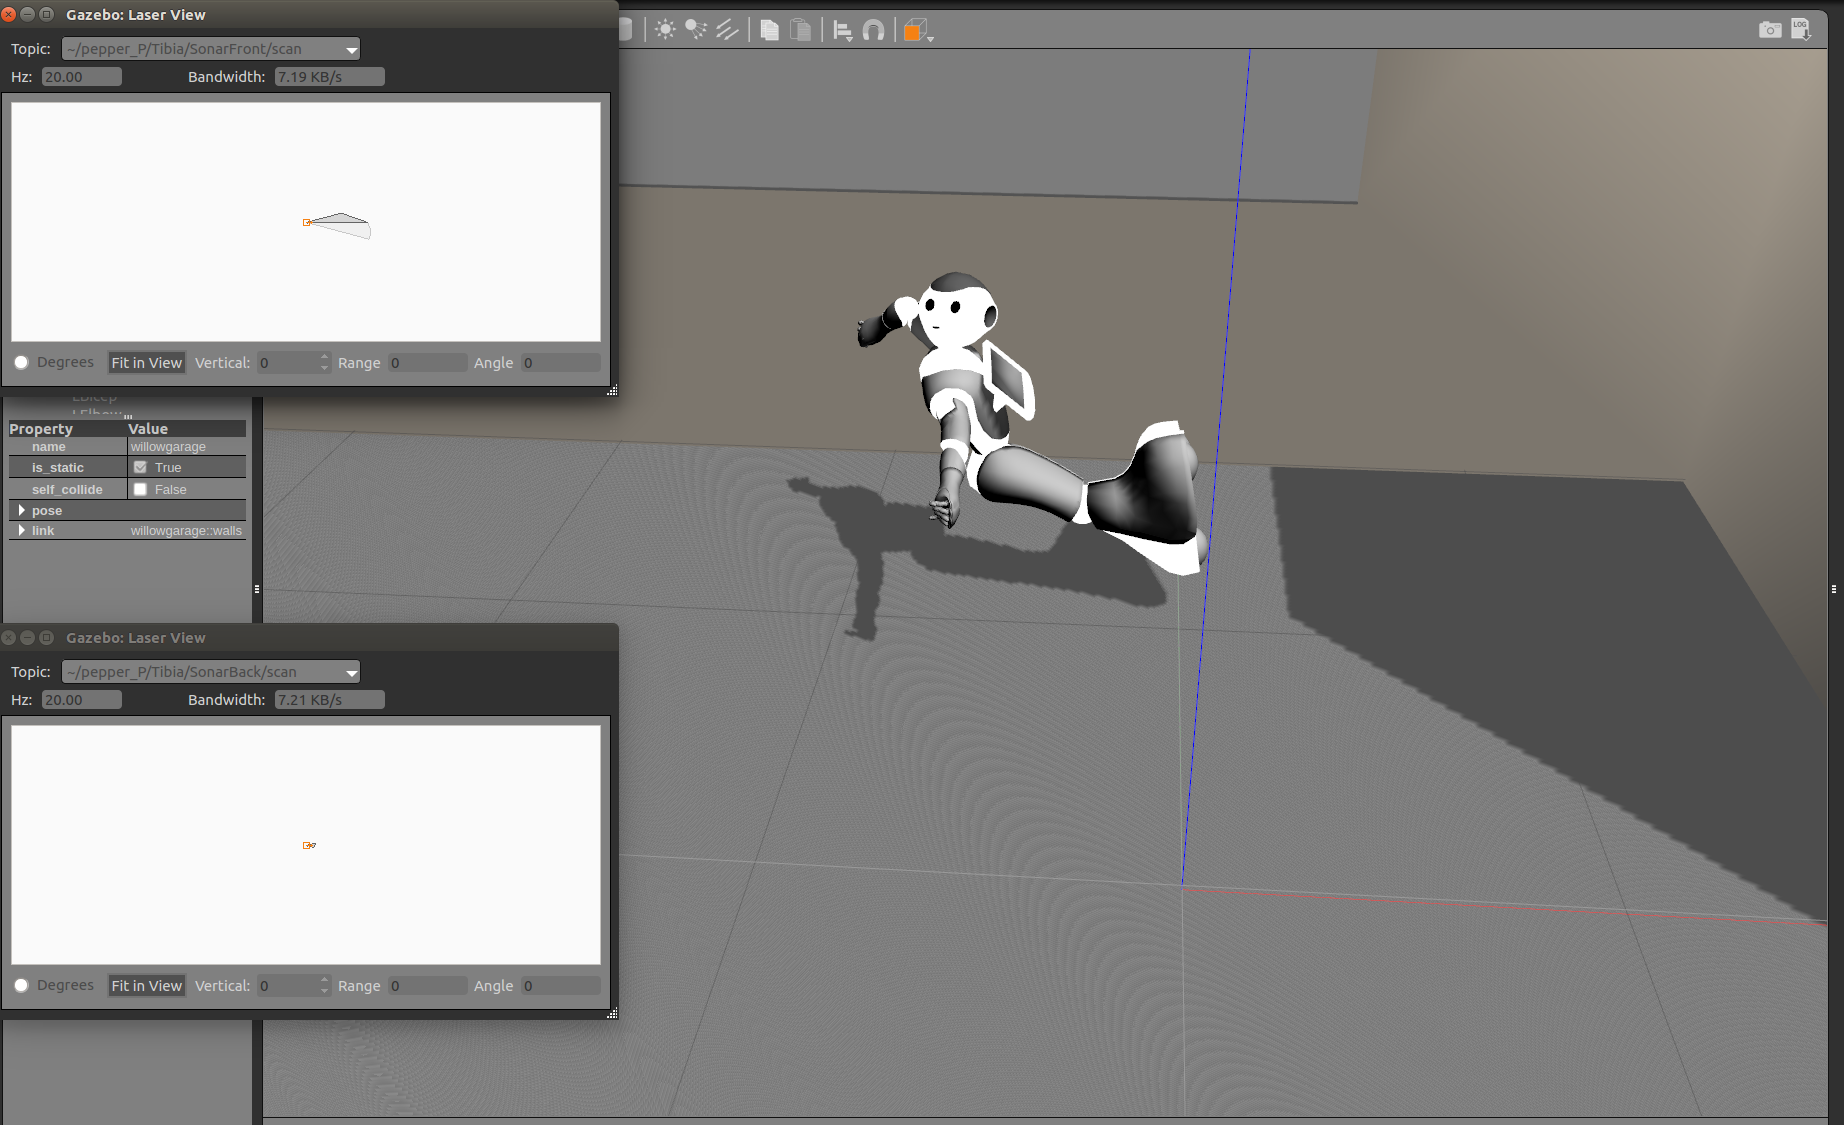 Gazebo: Laser View
Topic: ~/pepper_P/Tibia/SonarFront/scan
Hz: 20.00 Bandwidth: 7.19 KB/s
Degrees Fit in View Vertical: 0 Range 0 Angle 0
LBicep
LElbow
Property Value
name willowgarage
is_static True
self_collide False
pose
link willowgarage::walls
Gazebo: Laser View
Topic: ~/pepper_P/Tibia/SonarBack/scan
Hz: 20.00 Bandwidth: 7.21 KB/s
Degrees Fit in View Vertical: 0 Range 0 Angle 0
LOG